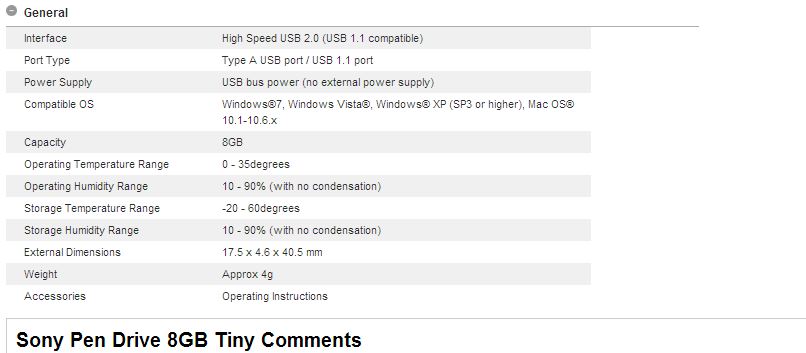 General
Interface High Speed USB 2.0 (USB 1.1 compatible)
Port Type Type A USB port / USB 1.1 port
Power Supply USB bus power (no external power supply)
Compatible OS Windows®7, Windows Vista®, Windows® XP (SP3 or higher), Mac OS®
10.1-10.6.x
Capacity 8GB
Operating Temperature Range 0 - 35degrees
Operating Humidity Range 10 - 90% (with no condensation)
Storage Temperature Range -20 - 60degrees
Storage Humidity Range 10 - 90% (with no condensation)
External Dimensions 17.5 x 4.6 x 40.5 mm
Weight Approx 4g
Accessories Operating Instructions
Sony Pen Drive 8GB Tiny Comments